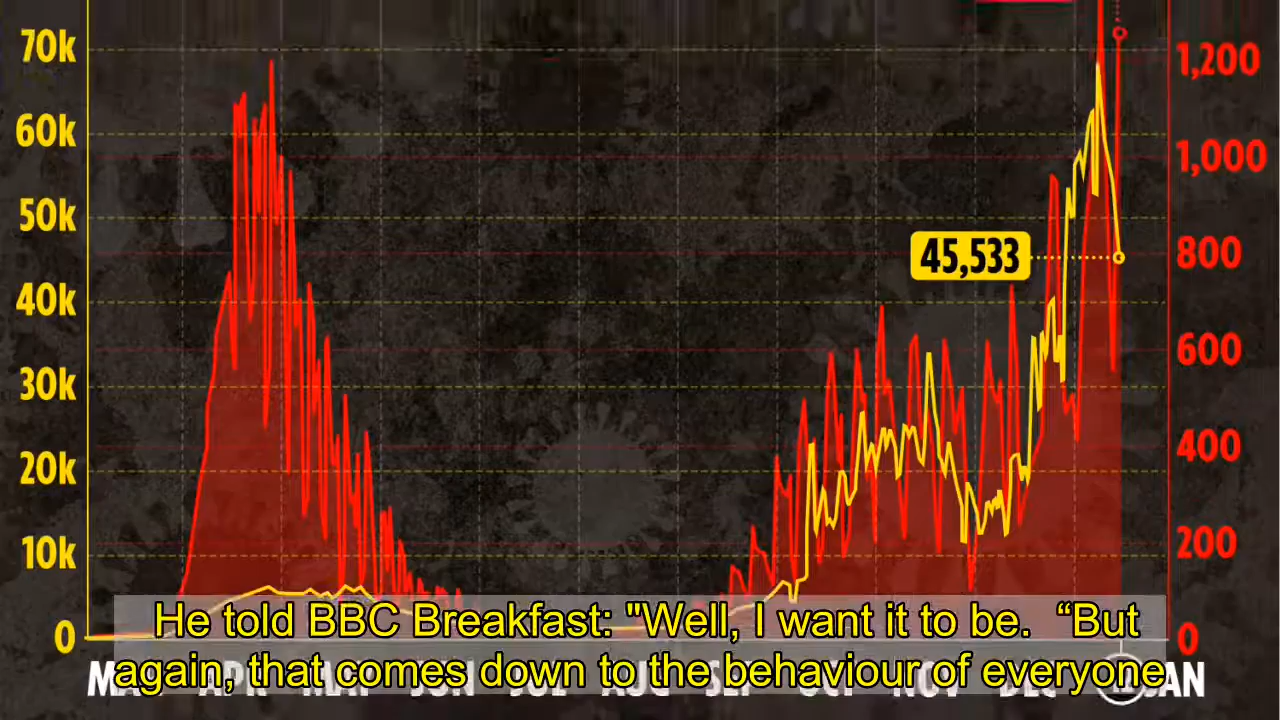 70k
60k
50k
40k
30k
20k
10k
0
1,200
1,000
800
600
400
200
0
45,533
He told BBC Breakfast: "Well, I want it to be. “But
again, that comes down to the behaviour of everyone
JAN